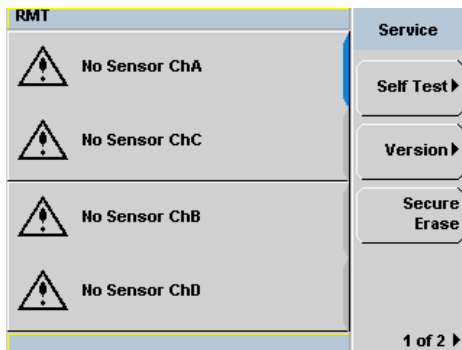 RMT
No Sensor ChA
No Sensor ChC
No Sensor ChB
No Sensor ChD
Service
Self Test
Version
Secure
Erase
1 of 2